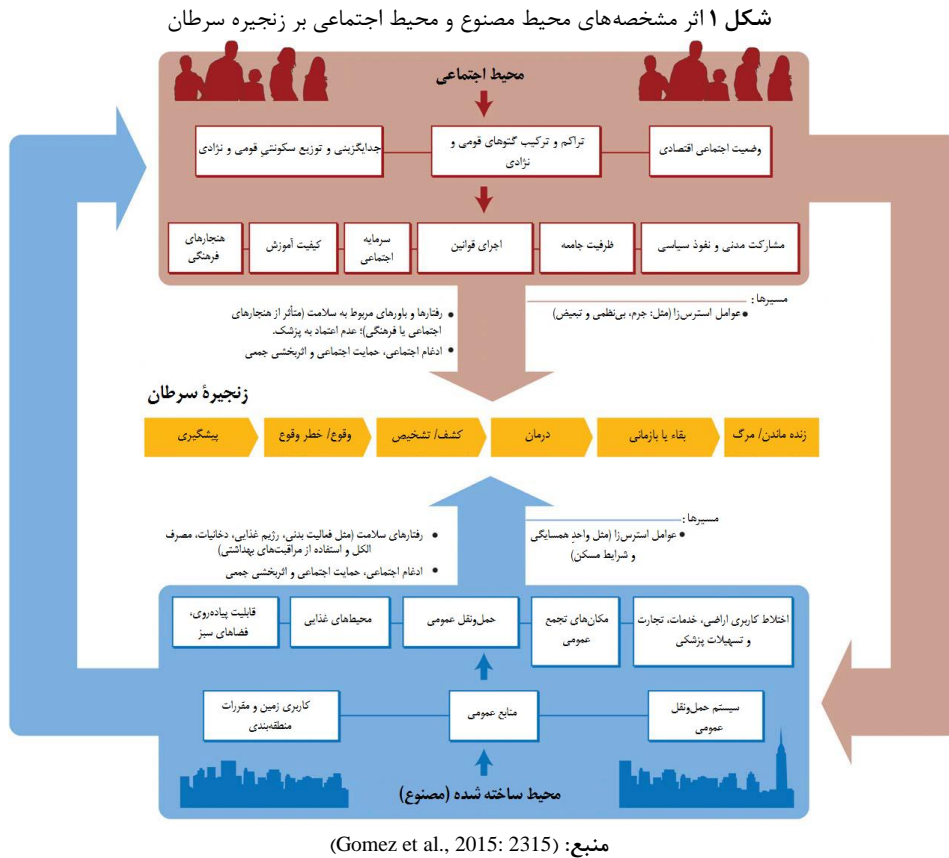 شکل ۱ اثر مشخصه‌های محیط مصنوع و محیط اجتماعی بر زنجیره سرطان
محیط اجتماعی
وضعیت اجتماعی اقتصادی
تراکم و ترکیب گتوهای قومی و
نژادی
جدایگزینی و توزیع سکونتیِ قومی و نژادی
مشارکت مدنی و نفوذ سیاسی
ظرفیت جامعه
اجرای قوانین
سرمایه
اجتماعی
کیفیت آموزش
هنجارهای
فرهنگی
مسیرها:
• عوامل استرس‌زا (مثل: جرم، بی‌نظمی و تبعیض)
• رفتارها و باورهای مربوط به سلامت (متأثر از هنجارهای
اجتماعی یا فرهنگی)؛ عدم اعتماد به پزشک.
• ادغام اجتماعی، حمایت اجتماعی و اثربخشی جمعی
زنجیرهٔ سرطان
پیشگیری
وقوع/ خطر وقوع
کشف/ تشخیص
درمان
بقاء یا بازمانی
زنده ماندن/ مرگ
مسیرها:
• عوامل استرس‌زا (مثل واحدِ همسایگی
و شرایط مسکن)
• رفتارهای سلامت (مثل فعالیت بدنی، رژیم غذایی، دخانیات، مصرف
الکل و استفاده از مراقبت‌های بهداشتی)
• ادغام اجتماعی، حمایت اجتماعی و اثربخشی جمعی
اختلاط کاربری اراضی، خدمات، تجارت
و تسهیلات پزشکی
مکان‌های تجمع
عمومی
حمل‌ونقل عمومی
محیط‌های غذایی
قابلیت پیاده‌روی،
فضاهای سبز
سیستم حمل‌ونقل
عمومی
منابع عمومی
کاربری زمین و مقررات
منطقه‌بندی
محیط ساخته شده (مصنوع)
منبع: (Gomez et al., 2015: 2315)